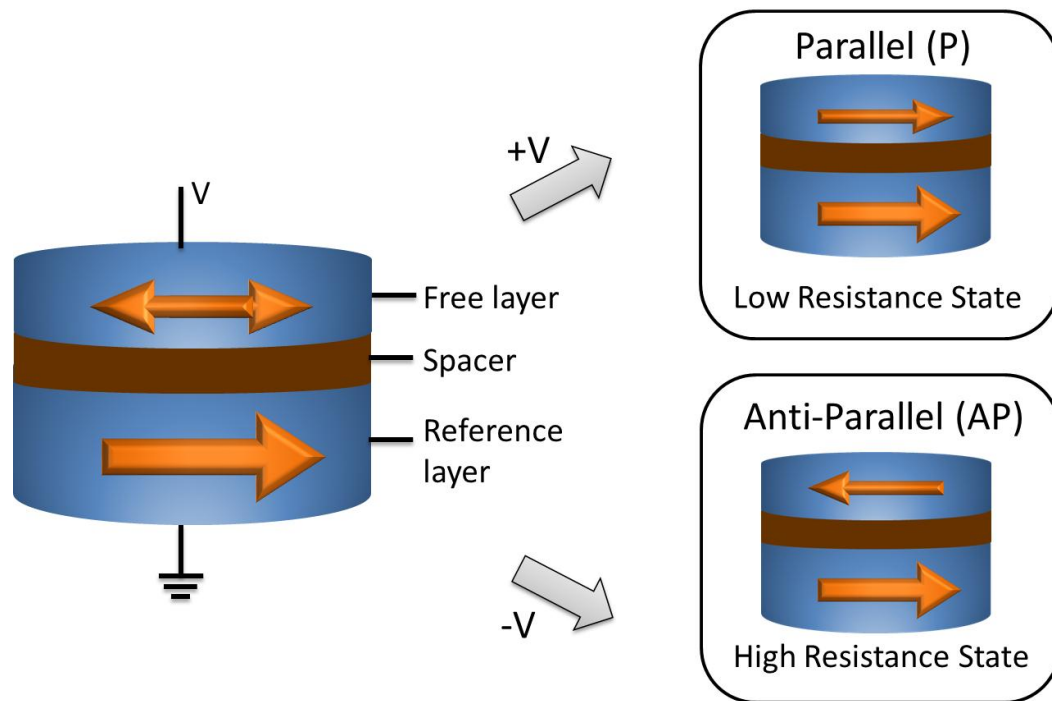 V
Free layer
Spacer
Reference
layer
+V
-V
Parallel (P)
Low Resistance State
Anti-Parallel (AP)
High Resistance State